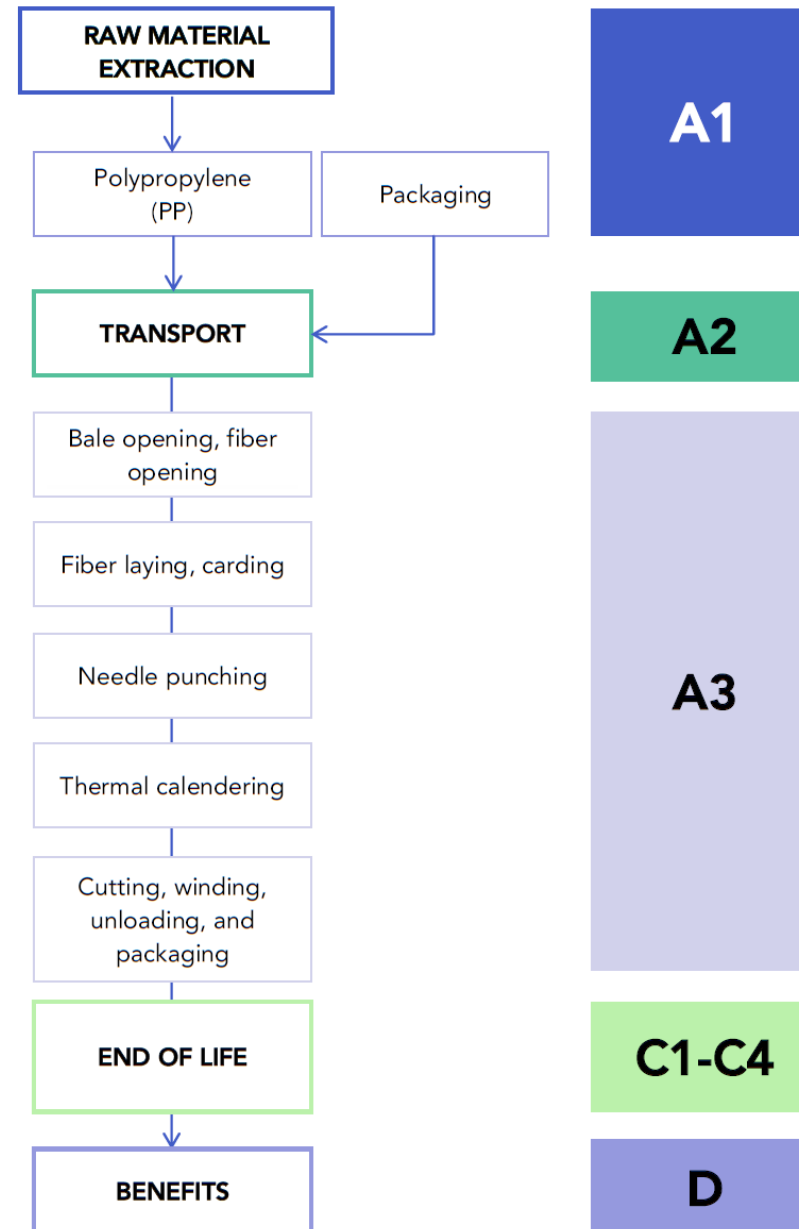 RAW MATERIAL
EXTRACTION
A1
Polypropylene
(PP)
Packaging
TRANSPORT
A2
Bale opening, fiber
opening
Fiber laying, carding
Needle punching
A3
Thermal calendering
Cutting, winding,
unloading, and
packaging
END OF LIFE
C1-C4
BENEFITS
D